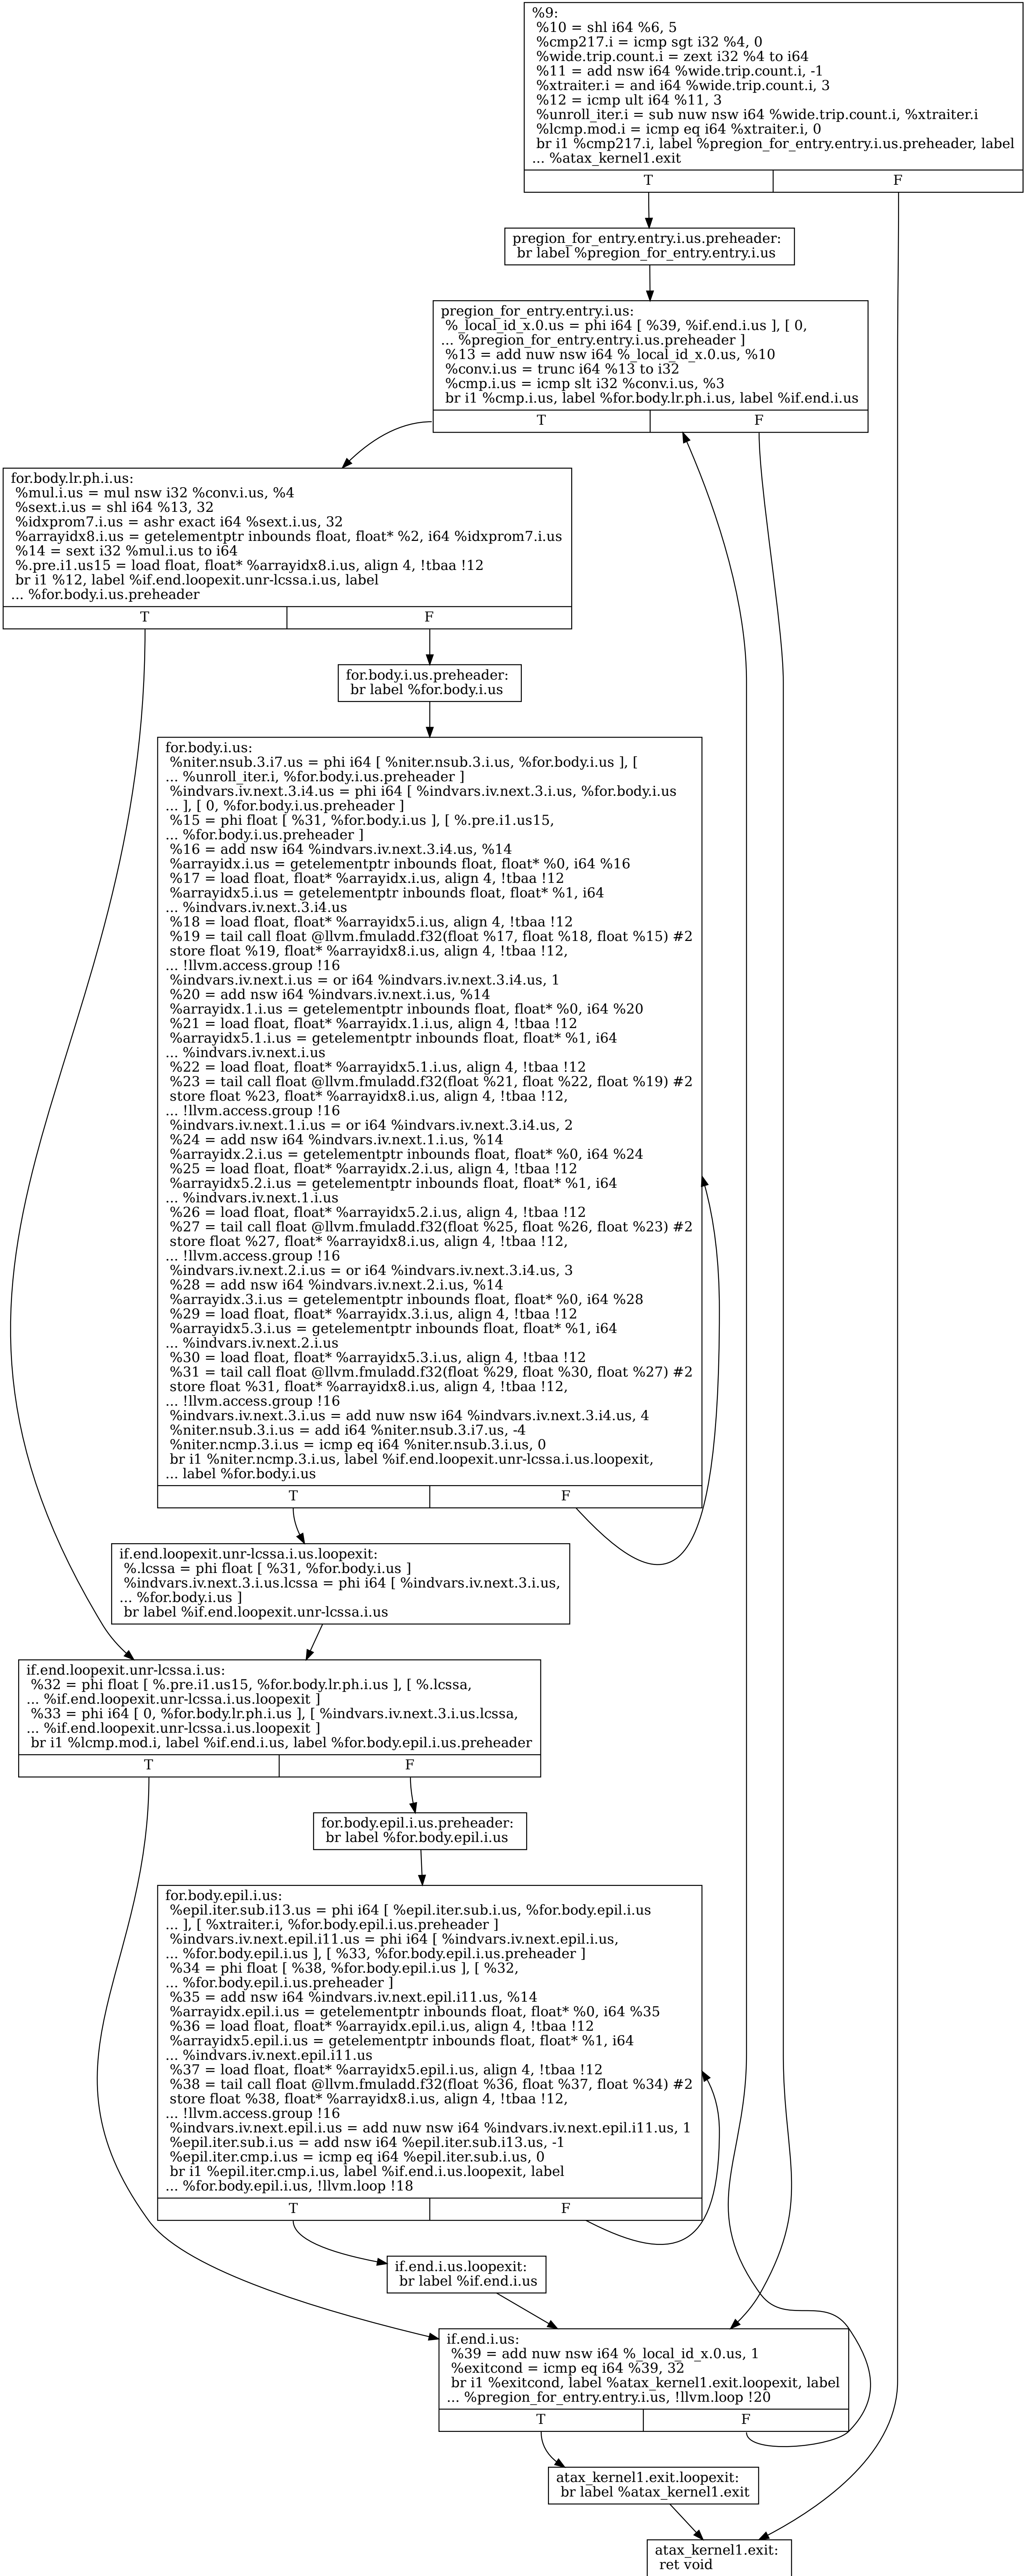 %9:
%10 = shl i64 %6, 5
%cmp217.i = icmp sgt i32 %4, 0
%wide.trip.count.i = zext i32 %4 to i64
%11 = add nsw i64 %wide.trip.count.i, -1
%xtraiter.i = and i64 %wide.trip.count.i, 3
%12 = icmp ult i64 %11, 3
%unroll_iter.i = sub nuw nsw i64 %wide.trip.count.i, %xtraiter.i
%lcmp.mod.i = icmp eq i64 %xtraiter.i, 0
br i1 %cmp217.i, label %pregion_for_entry.entry.i.us.preheader, label
... %atax_kernel1.exit
T
F
pregion_for_entry.entry.i.us.preheader:
br label %pregion_for_entry.entry.i.us
pregion_for_entry.entry.i.us:
%_local_id_x.0.us = phi i64 [ %39, %if.end.i.us ], [ 0,
... %pregion_for_entry.entry.i.us.preheader ]
%13 = add nuw nsw i64 %_local_id_x.0.us, %10
%conv.i.us = trunc i64 %13 to i32
%cmp.i.us = icmp slt i32 %conv.i.us, %3
br i1 %cmp.i.us, label %for.body.lr.ph.i.us, label %if.end.i.us
T
F
for.body.lr.ph.i.us:
%mul.i.us = mul nsw i32 %conv.i.us, %4
%sext.i.us = shl i64 %13, 32
%idxprom7.i.us = ashr exact i64 %sext.i.us, 32
%arrayidx8.i.us = getelementptr inbounds float, float* %2, i64 %idxprom7.i.us
%14 = sext i32 %mul.i.us to i64
%.pre.i1.us15 = load float, float* %arrayidx8.i.us, align 4, !tbaa !12
br i1 %12, label %if.end.loopexit.unr-lcssa.i.us, label
... %for.body.i.us.preheader
T
F
for.body.i.us.preheader:
br label %for.body.i.us
for.body.i.us:
%niter.nsub.3.i7.us = phi i64 [ %niter.nsub.3.i.us, %for.body.i.us ], [
... %unroll_iter.i, %for.body.i.us.preheader ]
%indvars.iv.next.3.i4.us = phi i64 [ %indvars.iv.next.3.i.us, %for.body.i.us
... ], [ 0, %for.body.i.us.preheader ]
%15 = phi float [ %31, %for.body.i.us ], [ %.pre.i1.us15,
... %for.body.i.us.preheader ]
%16 = add nsw i64 %indvars.iv.next.3.i4.us, %14
%arrayidx.i.us = getelementptr inbounds float, float* %0, i64 %16
%17 = load float, float* %arrayidx.i.us, align 4, !tbaa !12
%arrayidx5.i.us = getelementptr inbounds float, float* %1, i64
... %indvars.iv.next.3.i4.us
%18 = load float, float* %arrayidx5.i.us, align 4, !tbaa !12
%19 = tail call float @llvm.fmuladd.f32(float %17, float %18, float %15) #2
store float %19, float* %arrayidx8.i.us, align 4, !tbaa !12,
... !llvm.access.group !16
%indvars.iv.next.i.us = or i64 %indvars.iv.next.3.i4.us, 1
%20 = add nsw i64 %indvars.iv.next.i.us, %14
%arrayidx.1.i.us = getelementptr inbounds float, float* %0, i64 %20
%21 = load float, float* %arrayidx.1.i.us, align 4, !tbaa !12
%arrayidx5.1.i.us = getelementptr inbounds float, float* %1, i64
... %indvars.iv.next.i.us
%22 = load float, float* %arrayidx5.1.i.us, align 4, !tbaa !12
%23 = tail call float @llvm.fmuladd.f32(float %21, float %22, float %19) #2
store float %23, float* %arrayidx8.i.us, align 4, !tbaa !12,
... !llvm.access.group !16
%indvars.iv.next.1.i.us = or i64 %indvars.iv.next.3.i4.us, 2
%24 = add nsw i64 %indvars.iv.next.1.i.us, %14
%arrayidx.2.i.us = getelementptr inbounds float, float* %0, i64 %24
%25 = load float, float* %arrayidx.2.i.us, align 4, !tbaa !12
%arrayidx5.2.i.us = getelementptr inbounds float, float* %1, i64
... %indvars.iv.next.1.i.us
%26 = load float, float* %arrayidx5.2.i.us, align 4, !tbaa !12
%27 = tail call float @llvm.fmuladd.f32(float %25, float %26, float %23) #2
store float %27, float* %arrayidx8.i.us, align 4, !tbaa !12,
... !llvm.access.group !16
%indvars.iv.next.2.i.us = or i64 %indvars.iv.next.3.i4.us, 3
%28 = add nsw i64 %indvars.iv.next.2.i.us, %14
%arrayidx.3.i.us = getelementptr inbounds float, float* %0, i64 %28
%29 = load float, float* %arrayidx.3.i.us, align 4, !tbaa !12
%arrayidx5.3.i.us = getelementptr inbounds float, float* %1, i64
... %indvars.iv.next.2.i.us
%30 = load float, float* %arrayidx5.3.i.us, align 4, !tbaa !12
%31 = tail call float @llvm.fmuladd.f32(float %29, float %30, float %27) #2
store float %31, float* %arrayidx8.i.us, align 4, !tbaa !12,
... !llvm.access.group !16
%indvars.iv.next.3.i.us = add nuw nsw i64 %indvars.iv.next.3.i4.us, 4
%niter.nsub.3.i.us = add i64 %niter.nsub.3.i7.us, -4
%niter.ncmp.3.i.us = icmp eq i64 %niter.nsub.3.i.us, 0
br i1 %niter.ncmp.3.i.us, label %if.end.loopexit.unr-lcssa.i.us.loopexit,
... label %for.body.i.us
T
F
if.end.loopexit.unr-lcssa.i.us.loopexit:
%.lcssa = phi float [ %31, %for.body.i.us ]
%indvars.iv.next.3.i.us.lcssa = phi i64 [ %indvars.iv.next.3.i.us,
... %for.body.i.us ]
br label %if.end.loopexit.unr-lcssa.i.us
if.end.loopexit.unr-lcssa.i.us:
%32 = phi float [ %.pre.i1.us15, %for.body.lr.ph.i.us ], [ %.lcssa,
... %if.end.loopexit.unr-lcssa.i.us.loopexit ]
%33 = phi i64 [ 0, %for.body.lr.ph.i.us ], [ %indvars.iv.next.3.i.us.lcssa,
... %if.end.loopexit.unr-lcssa.i.us.loopexit ]
br i1 %lcmp.mod.i, label %if.end.i.us, label %for.body.epil.i.us.preheader
T
F
for.body.epil.i.us.preheader:
br label %for.body.epil.i.us
for.body.epil.i.us:
%epil.iter.sub.i13.us = phi i64 [ %epil.iter.sub.i.us, %for.body.epil.i.us
... ], [ %xtraiter.i, %for.body.epil.i.us.preheader ]
%indvars.iv.next.epil.i11.us = phi i64 [ %indvars.iv.next.epil.i.us,
... %for.body.epil.i.us ], [ %33, %for.body.epil.i.us.preheader ]
%34 = phi float [ %38, %for.body.epil.i.us ], [ %32,
... %for.body.epil.i.us.preheader ]
%35 = add nsw i64 %indvars.iv.next.epil.i11.us, %14
%arrayidx.epil.i.us = getelementptr inbounds float, float* %0, i64 %35
%36 = load float, float* %arrayidx.epil.i.us, align 4, !tbaa !12
%arrayidx5.epil.i.us = getelementptr inbounds float, float* %1, i64
... %indvars.iv.next.epil.i11.us
%37 = load float, float* %arrayidx5.epil.i.us, align 4, !tbaa !12
%38 = tail call float @llvm.fmuladd.f32(float %36, float %37, float %34) #2
store float %38, float* %arrayidx8.i.us, align 4, !tbaa !12,
... !llvm.access.group !16
%indvars.iv.next.epil.i.us = add nuw nsw i64 %indvars.iv.next.epil.i11.us, 1
%epil.iter.sub.i.us = add nsw i64 %epil.iter.sub.i13.us, -1
%epil.iter.cmp.i.us = icmp eq i64 %epil.iter.sub.i.us, 0
br i1 %epil.iter.cmp.i.us, label %if.end.i.us.loopexit, label
... %for.body.epil.i.us, !llvm.loop !18
T
F
if.end.i.us.loopexit:
br label %if.end.i.us
if.end.i.us:
%39 = add nuw nsw i64 %_local_id_x.0.us, 1
%exitcond = icmp eq i64 %39, 32
br i1 %exitcond, label %atax_kernel1.exit.loopexit, label
... %pregion_for_entry.entry.i.us, !llvm.loop !20
T
F
atax_kernel1.exit.loopexit:
br label %atax_kernel1.exit
atax_kernel1.exit:
ret void